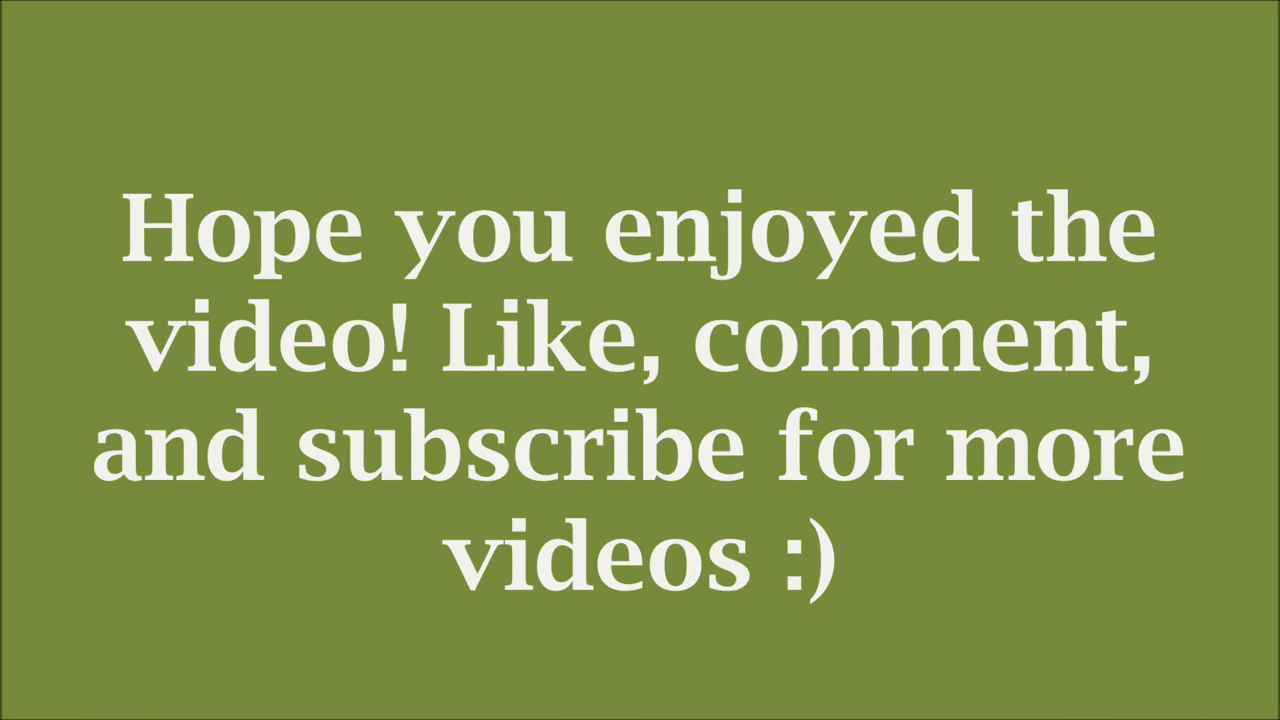 Hope you enjoyed the
video! Like, comment,
and subscribe for more
videos :)